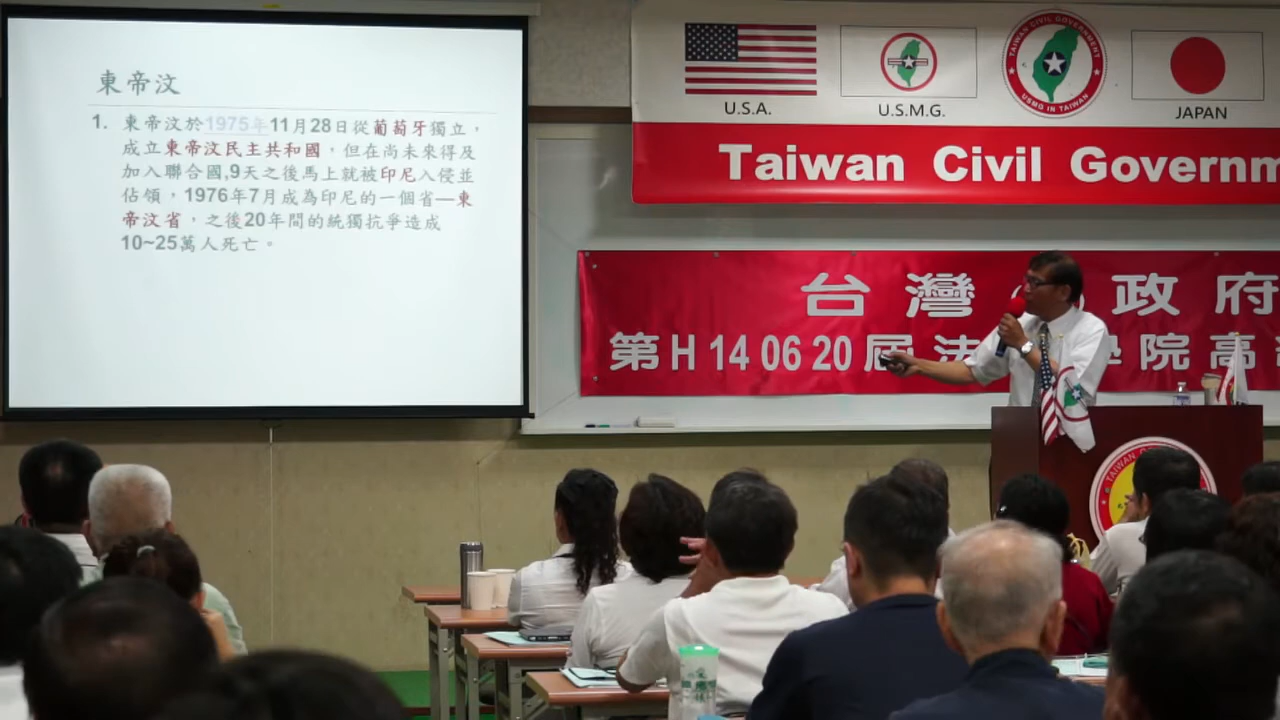 東帝汶
1. 東帝汶於1975年11月28日從葡萄牙獨立，
成立東帝汶民主共和國，但在尚未來得及
加入聯合國,9天之後馬上就被印尼入侵並
佔領，1976年7月成為印尼的一個省—東
帝汶省，之後20年間的統獨抗爭造成
10~25萬人死亡。
U.S.A.
U.S.M.G.
TAIWAN CIVIL GOVERNMENT
USMG IN TAIWAN
JAPAN
Taiwan Civil Governm
台灣 政府
第H 14 06 20屆法 學院高
TAIWAN